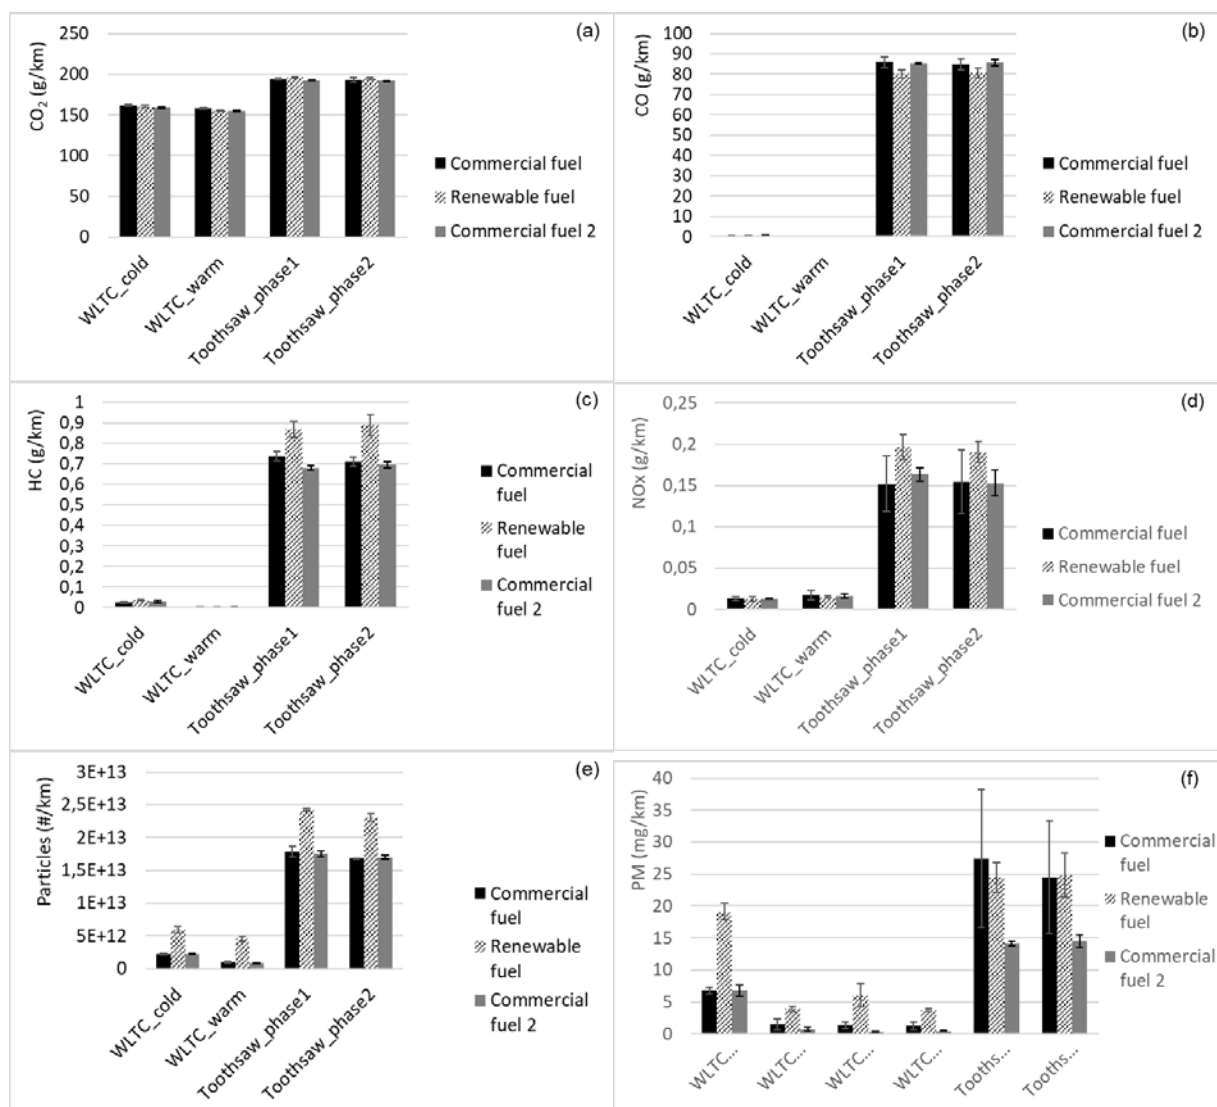 (a)
250
200
150
100
50
0
CO₂ (g/km)
WLTC_cold
WLTC_warm
Toothsaw_phase1
Toothsaw_phase2
Commercial fuel
Renewable fuel
Commercial fuel 2
(b)
100
90
80
70
60
50
40
30
20
10
0
CO (g/km)
WLTC_cold
WLTC_warm
Toothsaw_phase1
Toothsaw_phase2
Commercial fuel
Renewable fuel
Commercial fuel 2
(c)
1
0,9
0,8
0,7
0,6
0,5
0,4
0,3
0,2
0,1
0
HC (g/km)
WLTC_cold
WLTC_warm
Toothsaw_phase1
Toothsaw_phase2
Commercial
fuel
Renewable
fuel
Commercial
fuel 2
(d)
0,25
0,2
0,15
0,1
0,05
0
NOx (g/km)
WLTC_cold
WLTC_warm
Toothsaw_phase1
Toothsaw_phase2
Commercial fuel
Renewable fuel
Commercial fuel 2
(e)
3E+13
2,5E+13
2E+13
1,5E+13
1E+13
5E+12
0
Particles (#/km)
WLTC_cold
WLTC_warm
Toothsaw_phase1
Toothsaw_phase2
Commercial
fuel
Renewable
fuel
Commercial
fuel 2
(f)
40
35
30
25
20
15
10
5
0
PM (mg/km)
WLTC...
WLTC...
WLTC...
WLTC...
Tooths...
Tooths...
Commercial
fuel
Renewable
fuel
Commercial
fuel 2